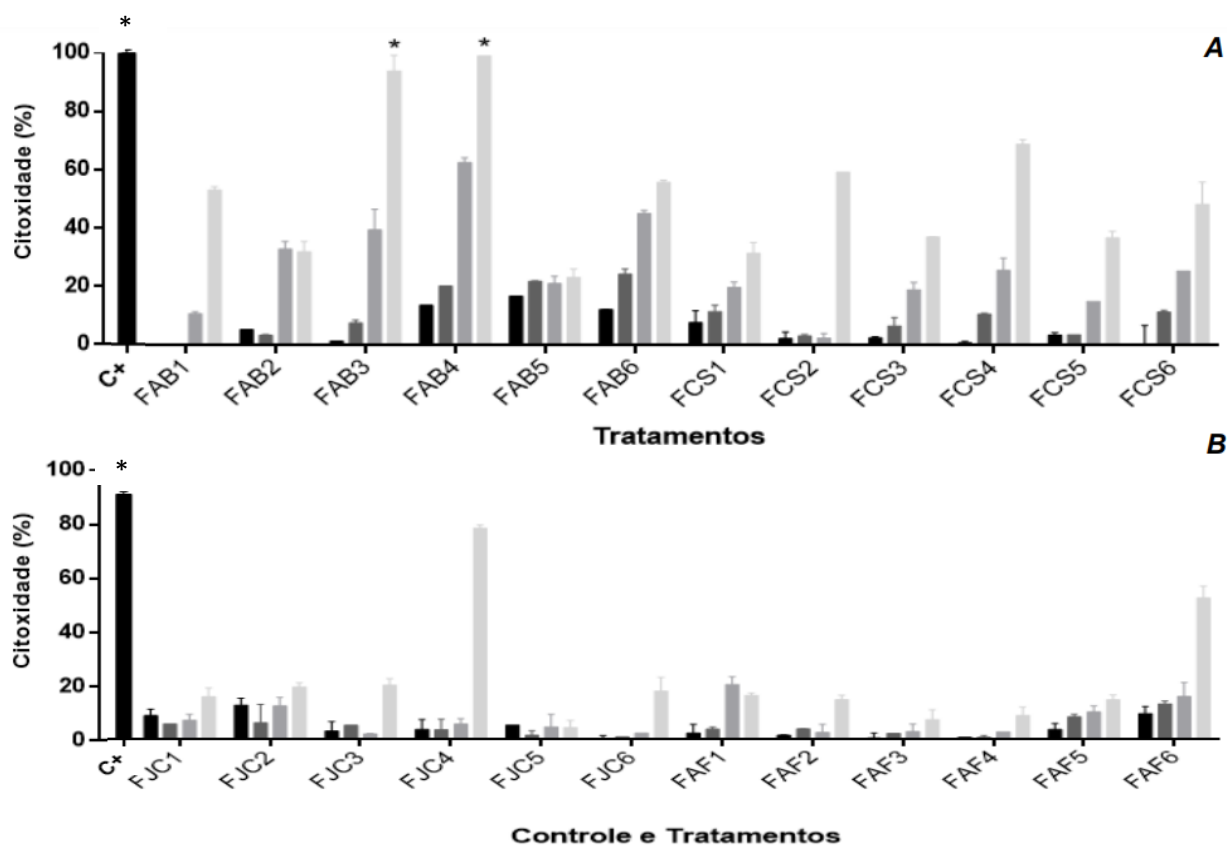 *
* *
A
100
80
60
40
20
0
Citoxidade (%)
C+ FAB1 FAB2 FAB3 FAB4 FAB5 FAB6 FCS1 FCS2 FCS3 FCS4 FCS5 FCS6
Tratamentos
B
*
100
80
60
40
20
0
Citoxidade (%)
C+ FJC1 FJC2 FJC3 FJC4 FJC5 FJC6 FAF1 FAF2 FAF3 FAF4 FAF5 FAF6
Controle e Tratamentos